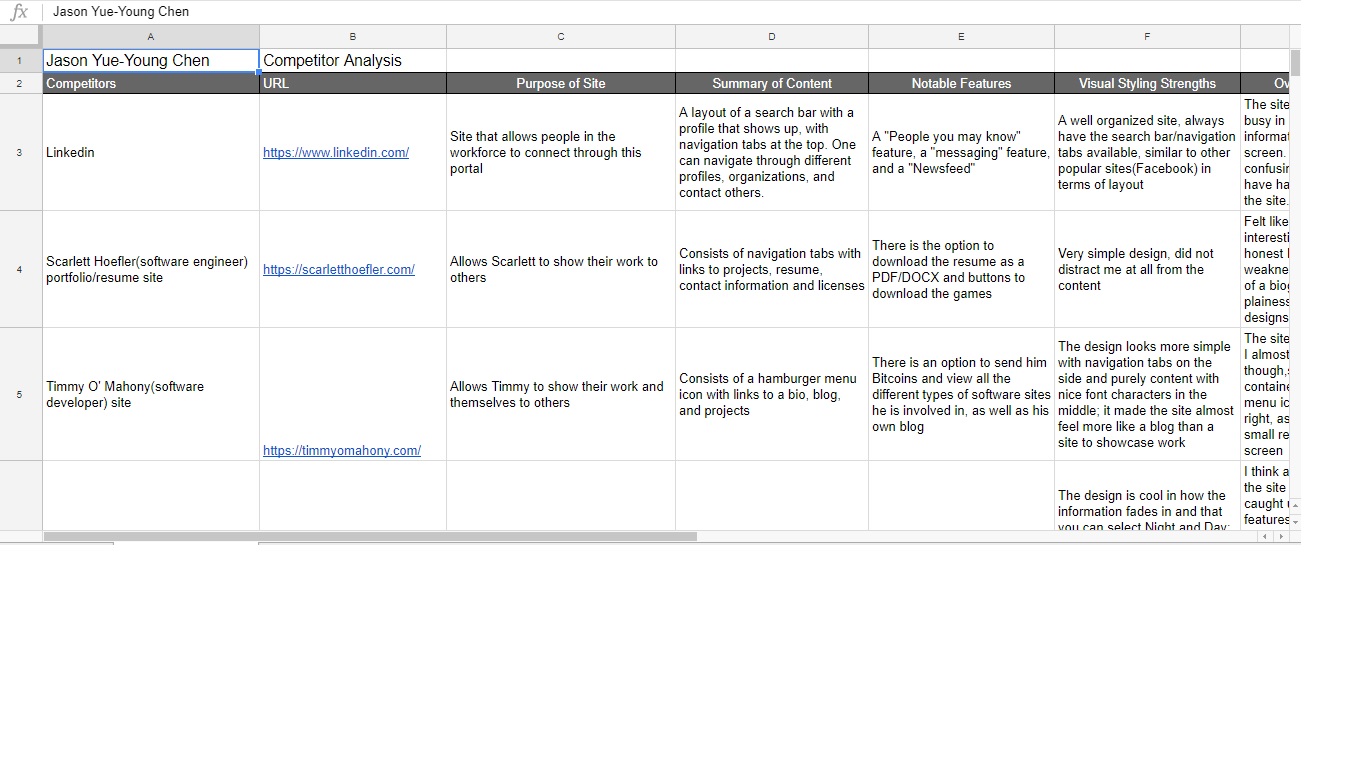 fx Jason Yue-Young Chen
A B C D E F
1 Jason Yue-Young Chen Competitor Analysis
2 Competitors URL Purpose of Site Summary of Content Notable Features Visual Styling Strengths
3
Linkedin
https://www.linkedin.com/
Site that allows people in the
workforce to connect through this
portal
A layout of a search bar with a
profile that shows up, with
navigation tabs at the top. One
can navigate through different
profiles, organizations, and
contact others.
A "People you may know"
feature, a "messaging" feature,
and a "Newsfeed"
A well organized site, always
have the search bar/navigation
tabs available, similar to other
popular sites(Facebook) in
terms of layout
The site
busy in
screen.
have
the site.
4
Scarlett Hoefler(software engineer)
portfolio/resume site
https://scarletthoefler.com/
Allows Scarlett to show their work to
others
Consists of navigation tabs with
links to projects, resume,
contact information and licenses
There is the option to
download the resume as a
PDF/DOCX and buttons to
download the games
Very simple design, did not
distract me at all from the
content
Felt like
honest
of a
designs
5
Timmy O' Mahony(software
developer) site
https://timmyomahony.com/
Allows Timmy to show their work and
themselves to others
Consists of a hamburger menu
icon with links to a bio, blog,
and projects
There is an option to send him
Bitcoins and view all the
different types of software sites
he is involved in, as well as his
own blog
The design looks more simple
with navigation tabs on the
side and purely content with
nice font characters in the
middle; it made the site almost
feel more like a blog than a
site to showcase work
The site
I almost
though,
menu
right, as
small
screen
The design is cool in how the
information fades in and that
you can select Night and Day;
I think a
the site
caught
features